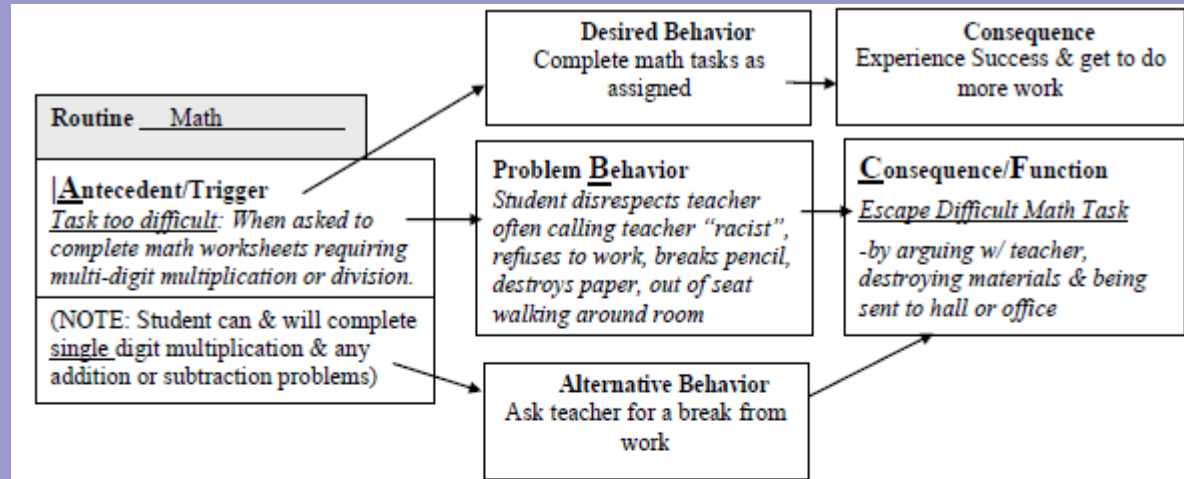 Desired Behavior
Complete math tasks as
assigned
Consequence
Experience Success & get to do
more work
Routine __Math__________
|Antecedent/Trigger
Task too difficult: When asked to
complete math worksheets requiring
multi-digit multiplication or division.
(NOTE: Student can & will complete
single digit multiplication & any
addition or subtraction problems)
Problem Behavior
Student disrespects teacher
often calling teacher “racist”,
refuses to work, breaks pencil,
destroys paper, out of seat
walking around room
Consequence/Function
Escape Difficult Math Task
-by arguing w/ teacher,
destroying materials & being
sent to hall or office
Alternative Behavior
Ask teacher for a break from
work